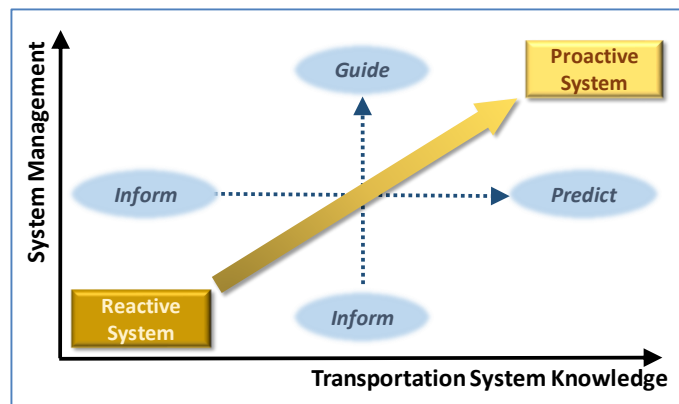 Guide
Proactive
System
System Management
Inform
Predict
Reactive
System
Inform
Transportation System Knowledge